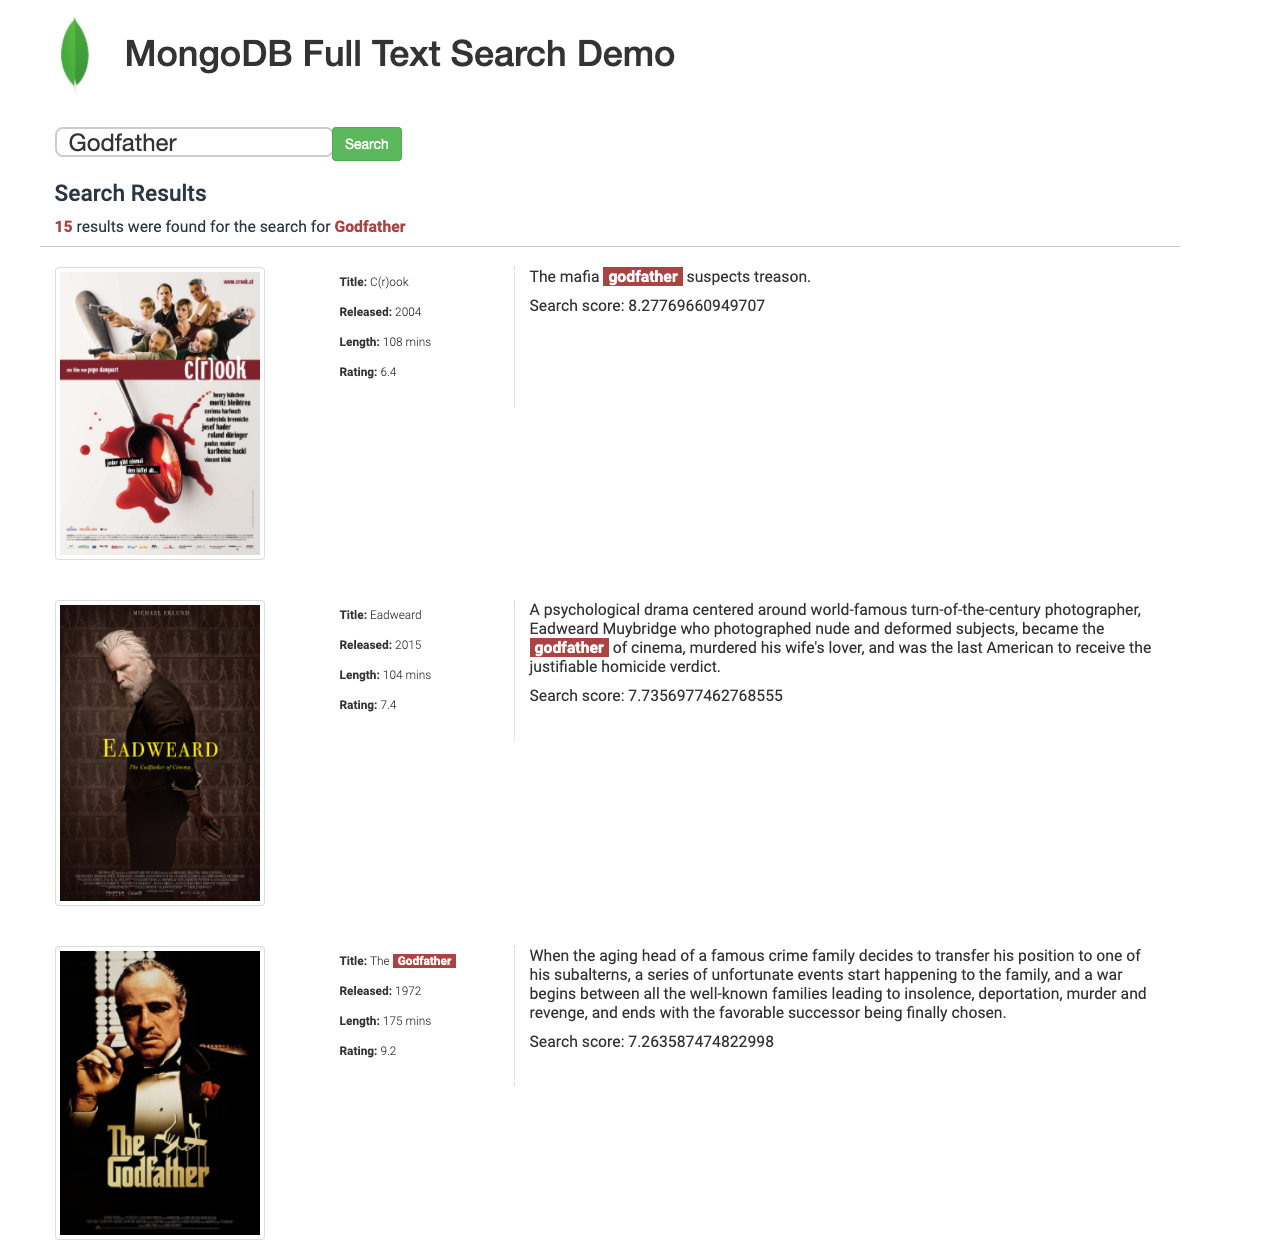 MongoDB Full Text Search Demo
Godfather
Search
Search Results
15 results were found for the search for Godfather
www.crook.at
ein film von pepe danquart
c[r]ook
henry hübchen
moritz bleibtreu
corinna harfouch
nadeshda brennicke
josef hader
roland düringer
paulus manker
karlheinz hackl
vincent klink
jeder gibt einmal
den löffel ab...
Title: C(r)ook
Released: 2004
Length: 108 mins
Rating: 6.4
The mafia godfather suspects treason.
Search score: 8.27769660949707
MICHAEL EKLUND
EADWEARD
The Godfather of Cinema
Title: Eadweard
Released: 2015
Length: 104 mins
Rating: 7.4
A psychological drama centered around world-famous turn-of-the-century photographer,
Eadweard Muybridge who photographed nude and deformed subjects, became the
godfather of cinema, murdered his wife's lover, and was the last American to receive the
justifiable homicide verdict.
Search score: 7.7356977462768555
The
Godfather
Title: The Godfather
Released: 1972
Length: 175 mins
Rating: 9.2
When the aging head of a famous crime family decides to transfer his position to one of
his subalterns, a series of unfortunate events start happening to the family, and a war
begins between all the well-known families leading to insolence, deportation, murder and
revenge, and ends with the favorable successor being finally chosen.
Search score: 7.263587474822998